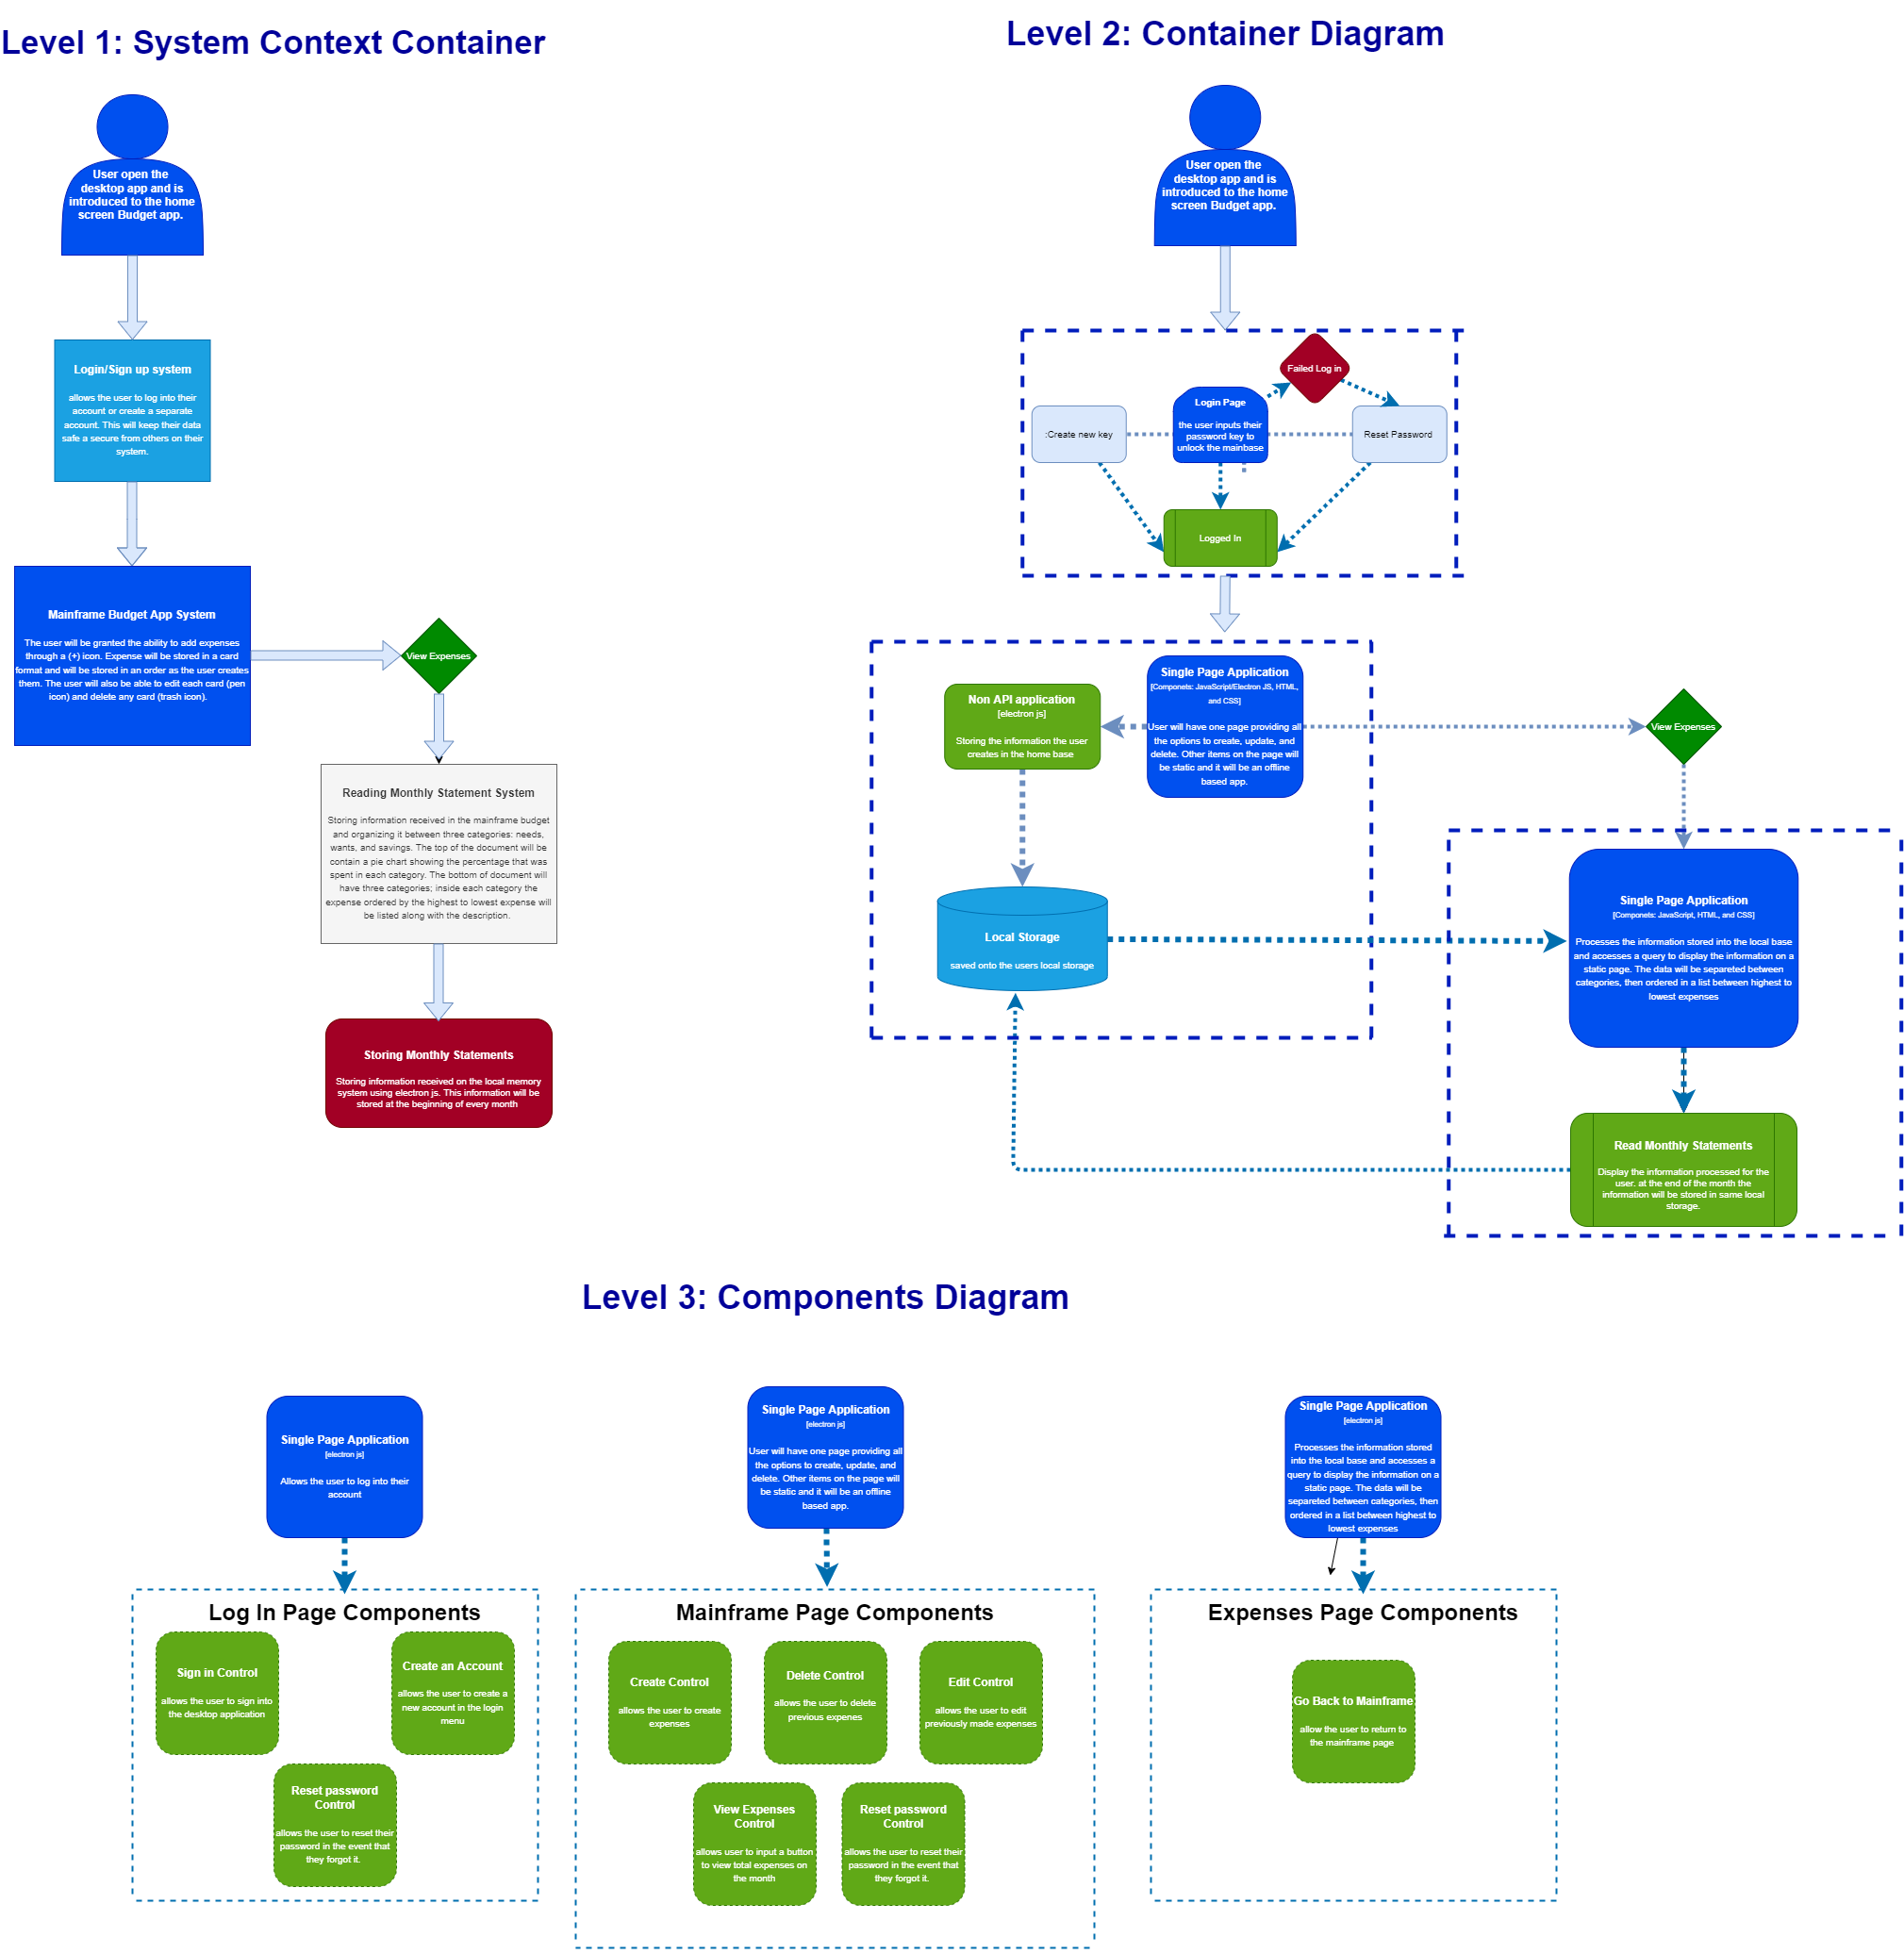 Level 1: System Context Container
User open the
desktop app and is
introduced to the home
screen Budget app.
Login/Sign up system
allows the user to log into their
account or create a separate
account. This will keep their data
safe a secure from others on their
system.
Mainframe Budget App System
The user will be granted the ability to add expenses
through a (+) icon. Expense will be stored in a card
format and will be stored in an order as the user creates
them. The user will also be able to edit each card (pen
icon) and delete any card (trash icon).
View Expenses
Reading Monthly Statement System
Storing information received in the mainframe budget
and organizing it between three categories: needs,
wants, and savings. The top of the document will be
contain a pie chart showing the percentage that was
spent in each category. The bottom of document will
have three categories; inside each category the
expense ordered by the highest to lowest expense will
be listed along with the description.
Storing Monthly Statements
Storing information received on the local memory
system using electron js. This information will be
stored at the beginning of every month
Level 2: Container Diagram
User open the
desktop app and is
introduced to the home
screen Budget app.
Failed Log in
Login Page
the user inputs their
password key to
unlock the mainbase
:Create new key
Reset Password
Logged In
Single Page Application
[Componets: JavaScript/Electron JS, HTML,
and CSS]
User will have one page providing all
the options to create, update, and
delete. Other items on the page will
be static and it will be an offline
based app.
Non API application
[electron js]
Storing the information the user
creates in the home base
View Expenses
Local Storage
saved onto the users local storage
Single Page Application
[Componets: JavaScript, HTML, and CSS]
Processes the information stored into the local base
and accesses a query to display the information on a
static page. The data will be separeted between
categories, then ordered in a list between highest to
lowest expenses
Read Monthly Statements
Display the information processed for the
user. at the end of the month the
information will be stored in same local
storage.
Level 3: Components Diagram
Single Page Application
[electron js]
Allows the user to log into their
account
Log In Page Components
Sign in Control
allows the user to sign into
the desktop application
Create an Account
allows the user to create a
new account in the login
menu
Reset password
Control
allows the user to reset their
password in the event that
they forgot it.
Single Page Application
[electron js]
User will have one page providing all
the options to create, update, and
delete. Other items on the page will
be static and it will be an offline
based app.
Mainframe Page Components
Create Control
allows the user to create
expenses
Delete Control
allows the user to delete
previous expenes
Edit Control
allows the user to edit
previously made expenses
View Expenses
Control
allows user to input a button
to view total expenses on
the month
Reset password
Control
allows the user to reset their
password in the event that
they forgot it.
Single Page Application
[electron js]
Processes the information stored
into the local base and accesses a
query to display the information on a
static page. The data will be
separeted between categories, then
ordered in a list between highest to
lowest expenses
Expenses Page Components
Go Back to Mainframe
allow the user to return to
the mainframe page